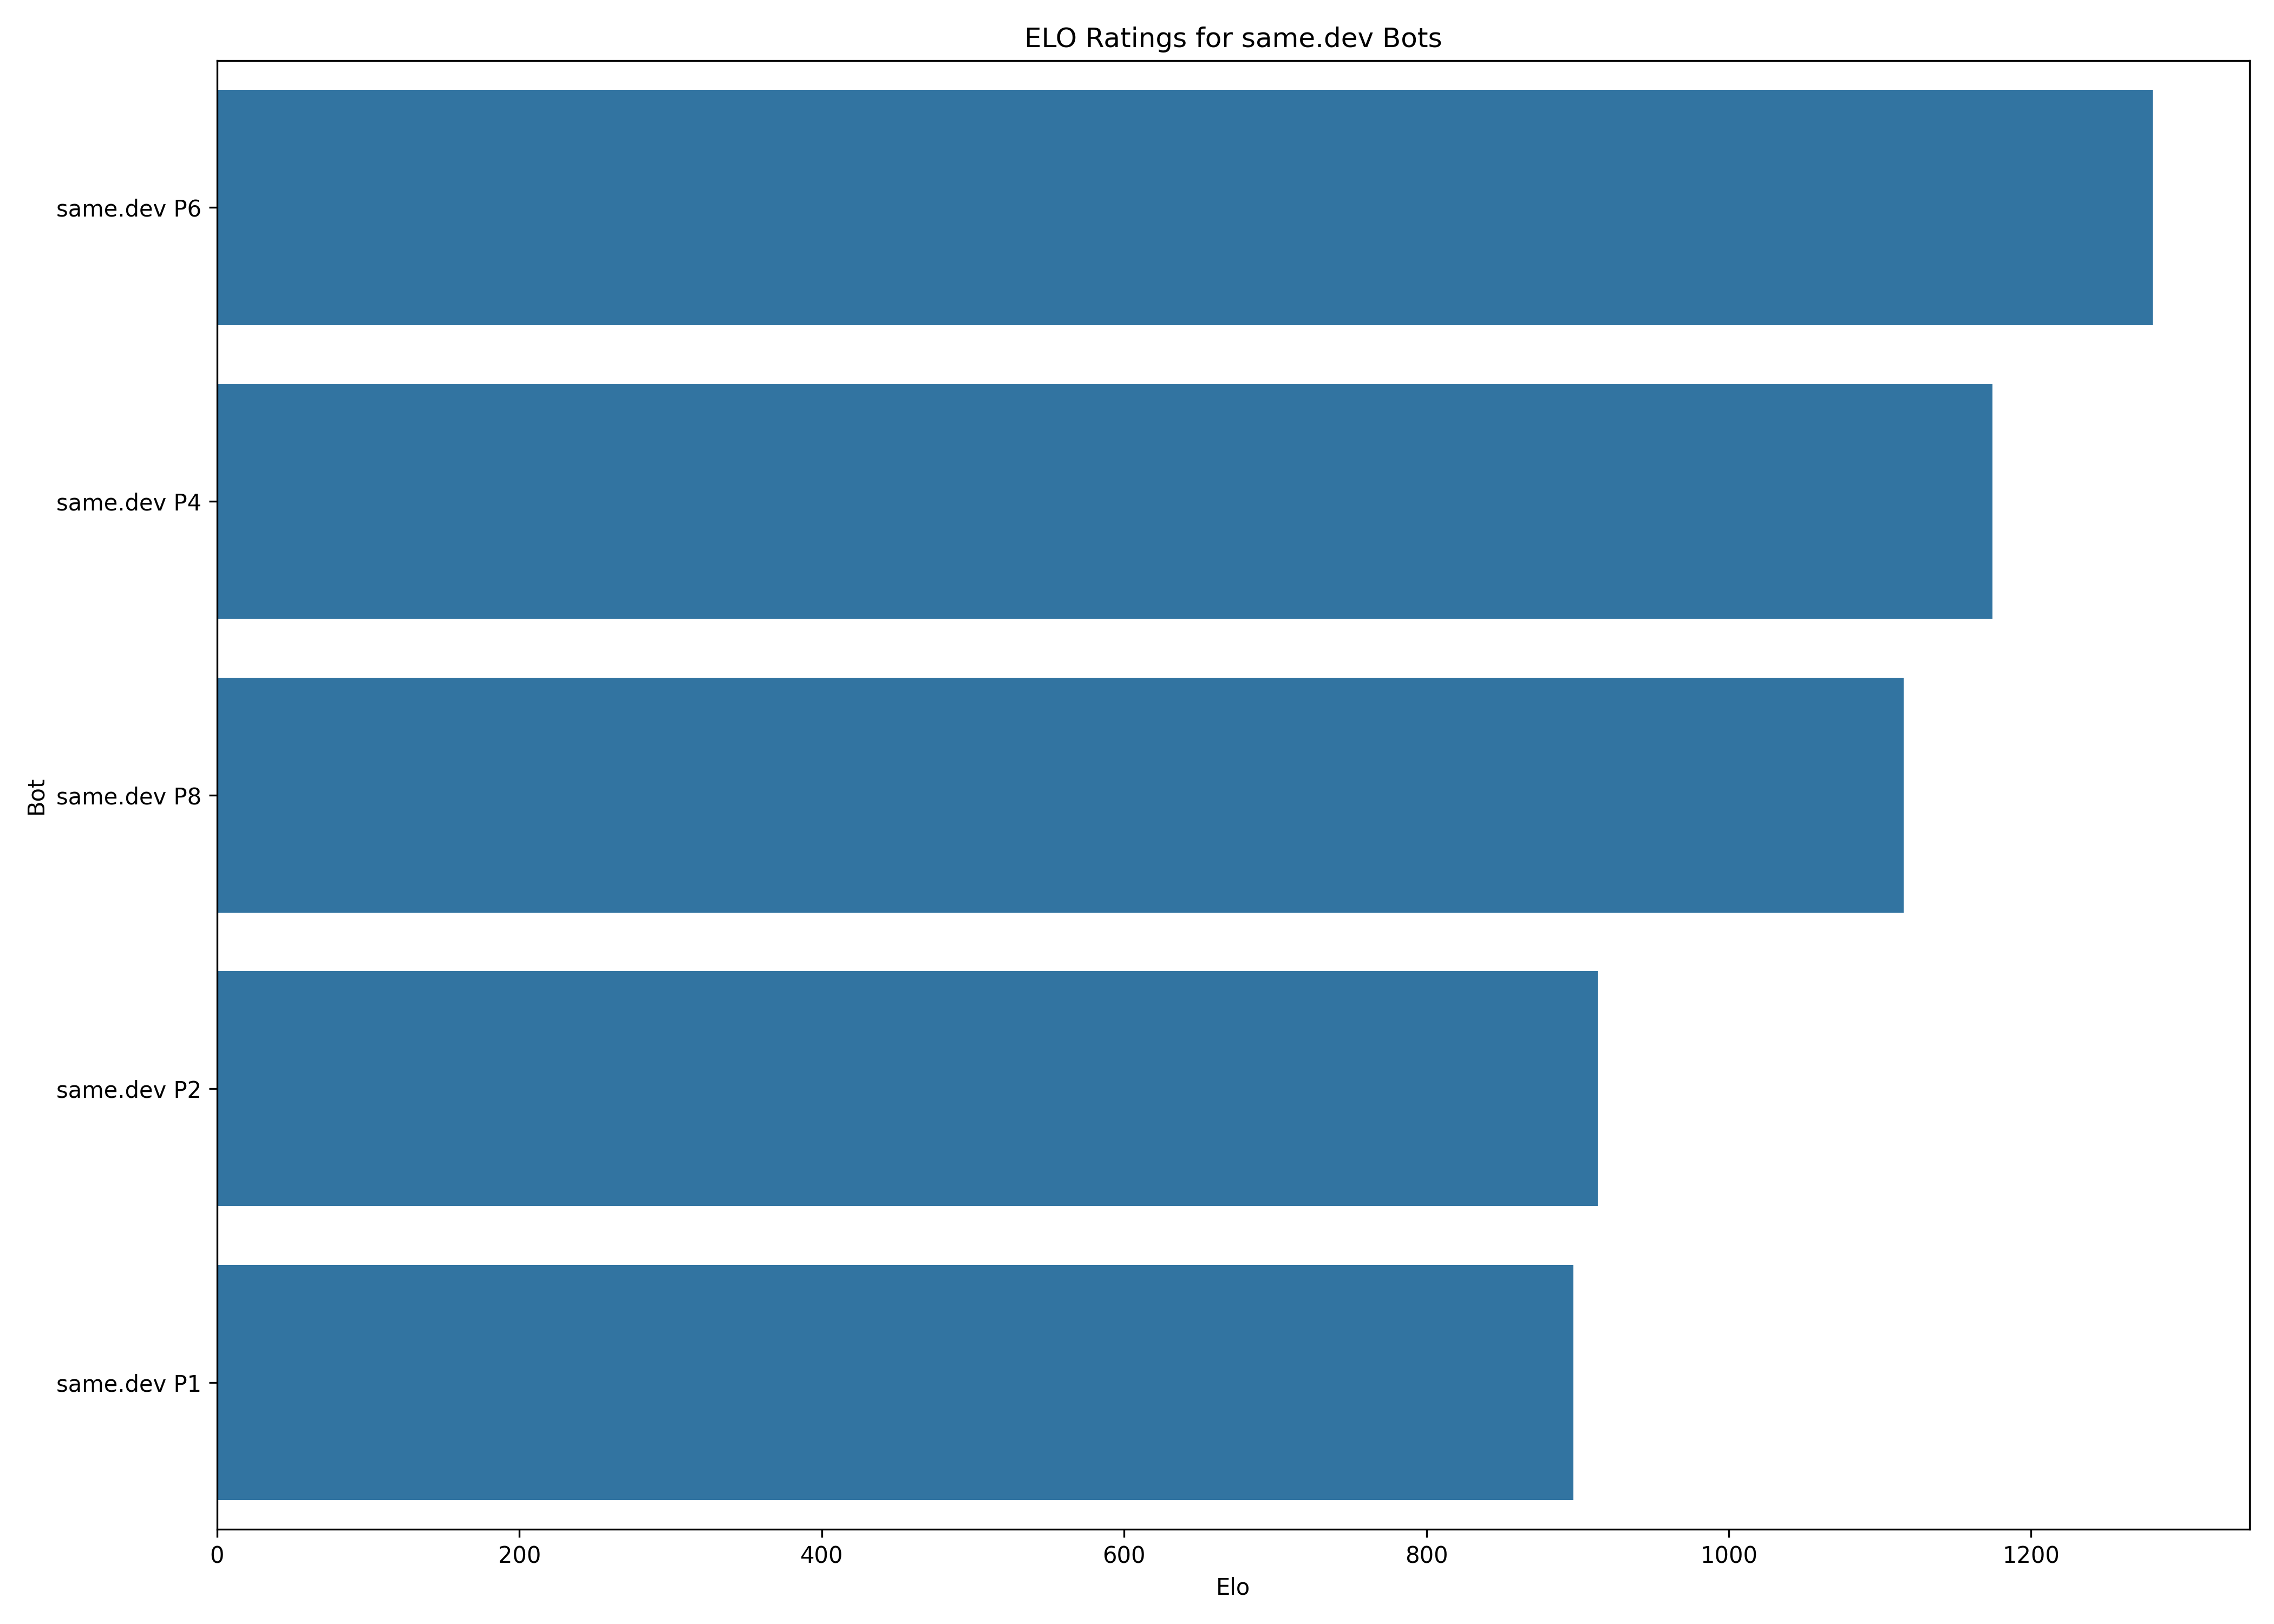 ELO Ratings for same.dev Bots
same.dev P6
same.dev P4
same.dev P8
same.dev P2
same.dev P1
Bot
0 200 400 600 800 1000 1200
Elo